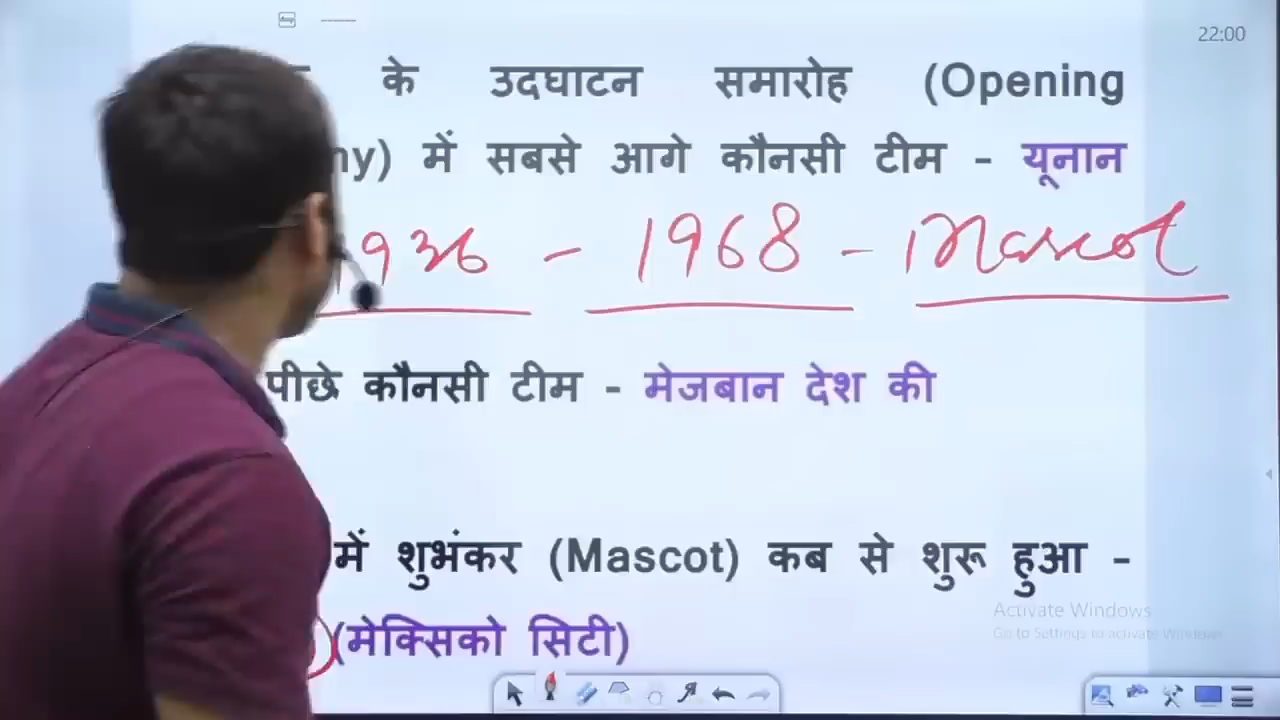 22:00
के उदघाटन समारोह (Opening
ny) में सबसे आगे कौनसी टीम - यूनान
1936 - 1968 - Mascot
पीछे कौनसी टीम - मेजबान देश की
में शुभंकर (Mascot) कब से शुरू हुआ -
(मेक्सिको सिटी)
Activate Windows
Go to Settings to activate Windows.